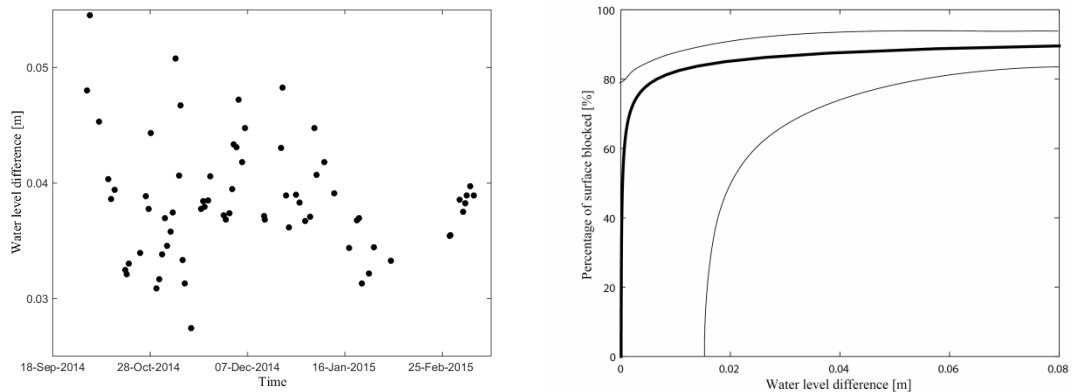 0.05
0.04
0.03
Water level difference [m]
18-Sep-2014
28-Oct-2014
07-Dec-2014
16-Jan-2015
25-Feb-2015
Time
100
80
60
40
20
0
Percentage of surface blocked [%]
0
0.02
0.04
0.06
0.08
Water level difference [m]